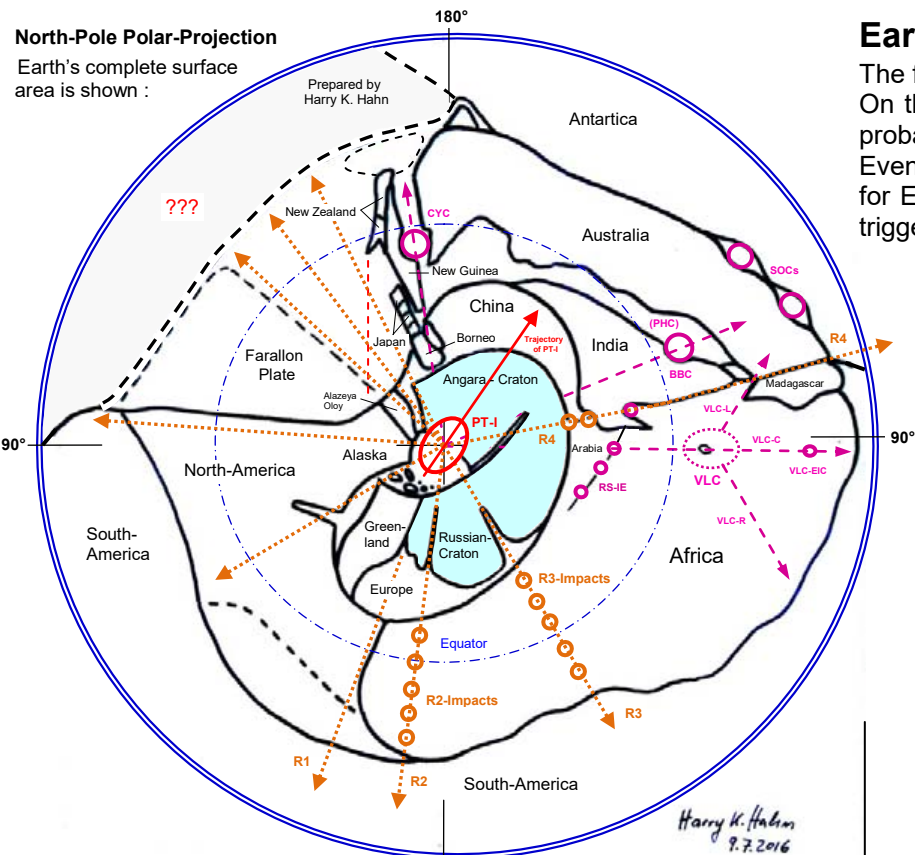 180°
North-Pole Polar-Projection
Earth's complete surface
area is shown :
Prepared by
Harry K. Hahn
Antartica
The
On
Even
for
???
New Zealand
CYC
Australia
SOCs
New Guinea
China
(PHC)
Trajectory
of PT-I
Japan
Borneo
India
BBC
R4
Farallon
Plate
Angara - Craton
Madagascar
Alazeya
Oloy
VLC-L
PT-I
R4
90°
90°
Arabia
VLC-C
North-America
Alaska
VLC
VLC-EIC
RS-IE
VLC-R
South-
America
Green-
land
Russian-
Craton
Africa
R3-Impacts
Europe
Equator
R2-Impacts
R3
R1
R2
South-America
Harry K. Hahn
9.7.2016